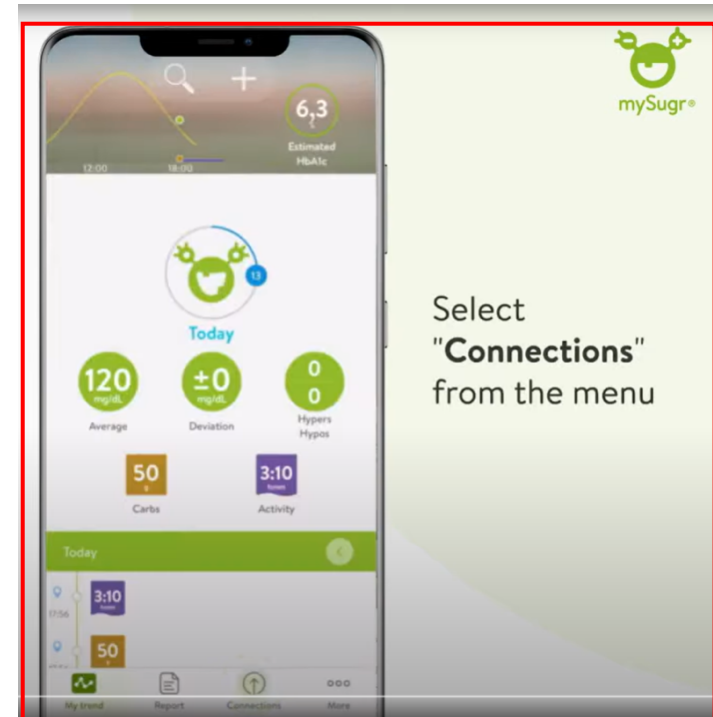 mySugr®
6,3
Estimated
HbA1c
12:00 18:00
13
Today
120
mg/dL
Average
±0
mg/dL
Deviation
0
0
Hypers
Hypos
50
g
Carbs
3:10
hours
Activity
Select
"Connections"
from the menu
Today
3:10
hours
17:56
50
My trend Report Connections More